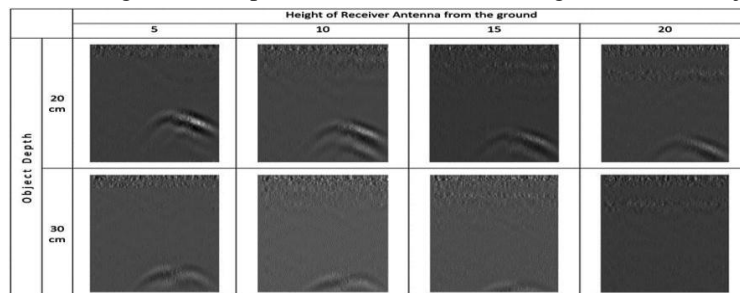 Height of Receiver Antenna from the ground
5 10 15 20
Object Depth
20
cm
30
cm